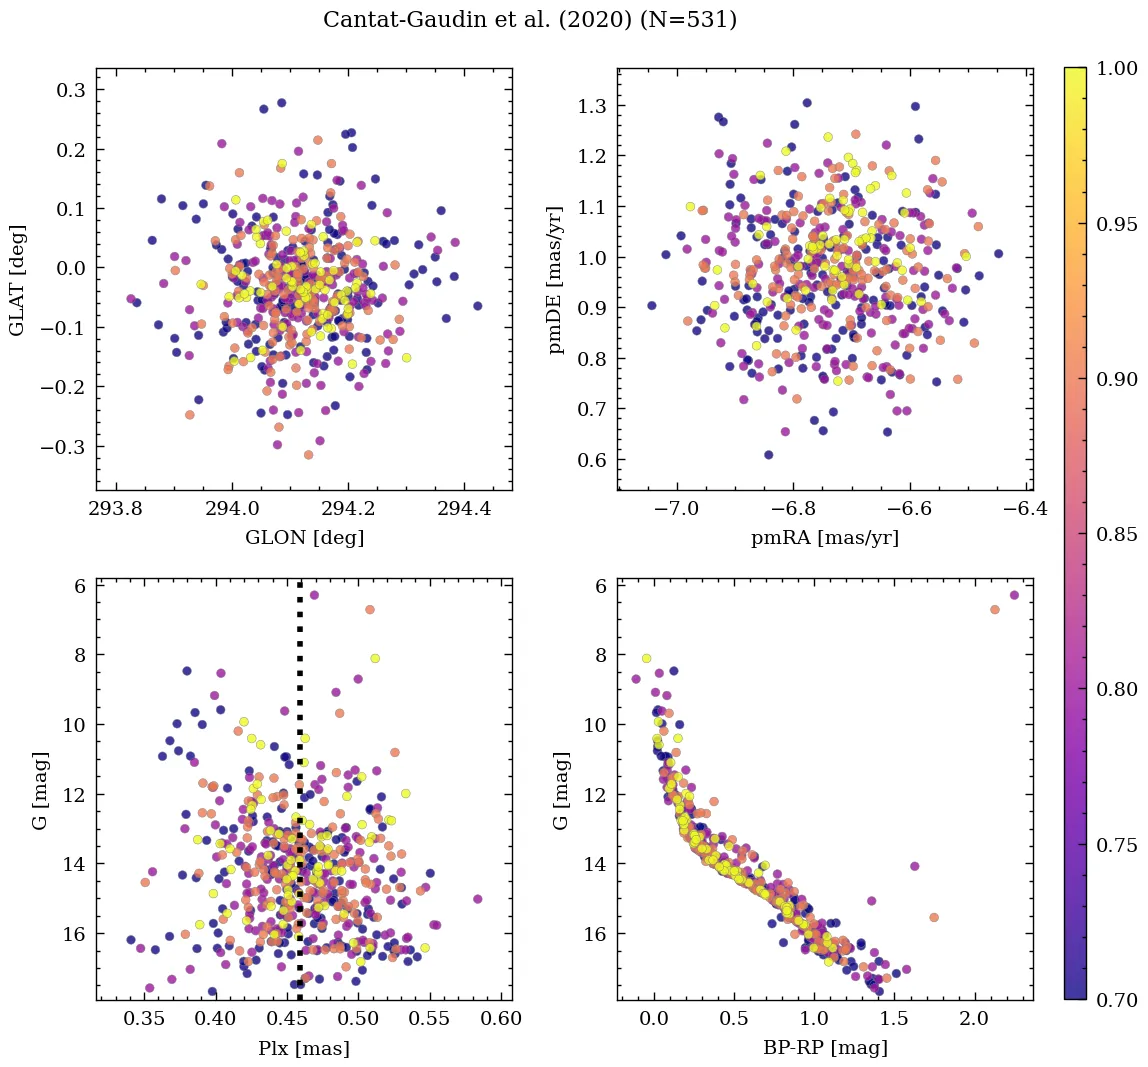 Cantat-Gaudin et al. (2020) (N=531)
0.3
0.2
0.1
0.0
−0.1
−0.2
−0.3
GLAT [deg]
293.8 294.0 294.2 294.4
GLON [deg]
1.3
1.2
1.1
1.0
0.9
0.8
0.7
0.6
pmDE [mas/yr]
−7.0 −6.8 −6.6 −6.4
pmRA [mas/yr]
6
8
10
12
14
16
G [mag]
0.35 0.40 0.45 0.50 0.55 0.60
Plx [mas]
6
8
10
12
14
16
G [mag]
0.0 0.5 1.0 1.5 2.0
BP-RP [mag]
1.00
0.95
0.90
0.85
0.80
0.75
0.70